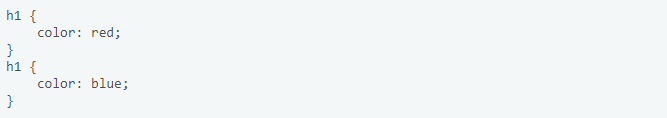 h1 {
    color: red;
}
h1 {
    color: blue;
}